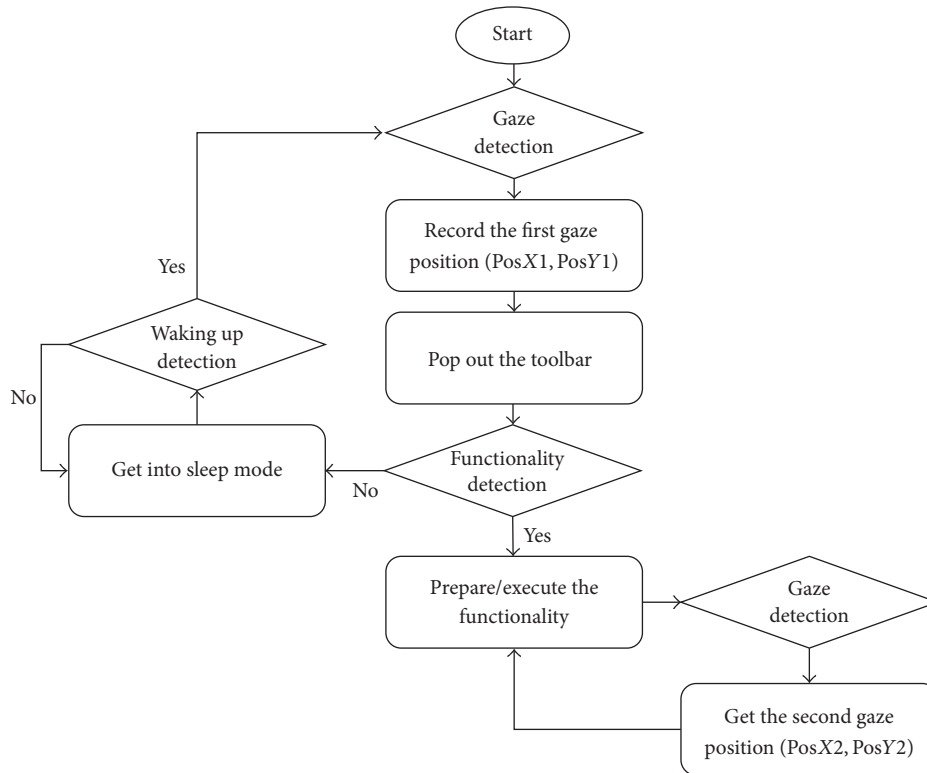 Start
Gaze
detection
Record the first gaze
position (PosX1, PosY1)
Yes
Waking up
detection
Pop out the toolbar
No
Get into sleep mode
Functionality
detection
No
Yes
Prepare/execute the
functionality
Gaze
detection
Get the second gaze
position (PosX2, PosY2)